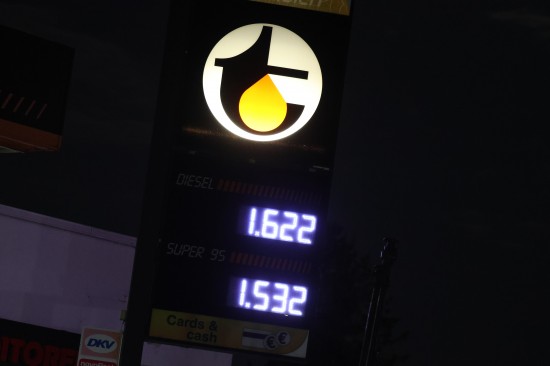 DIESEL
1.622
SUPER 95
1.532
Cards &
cash
€€
DKV